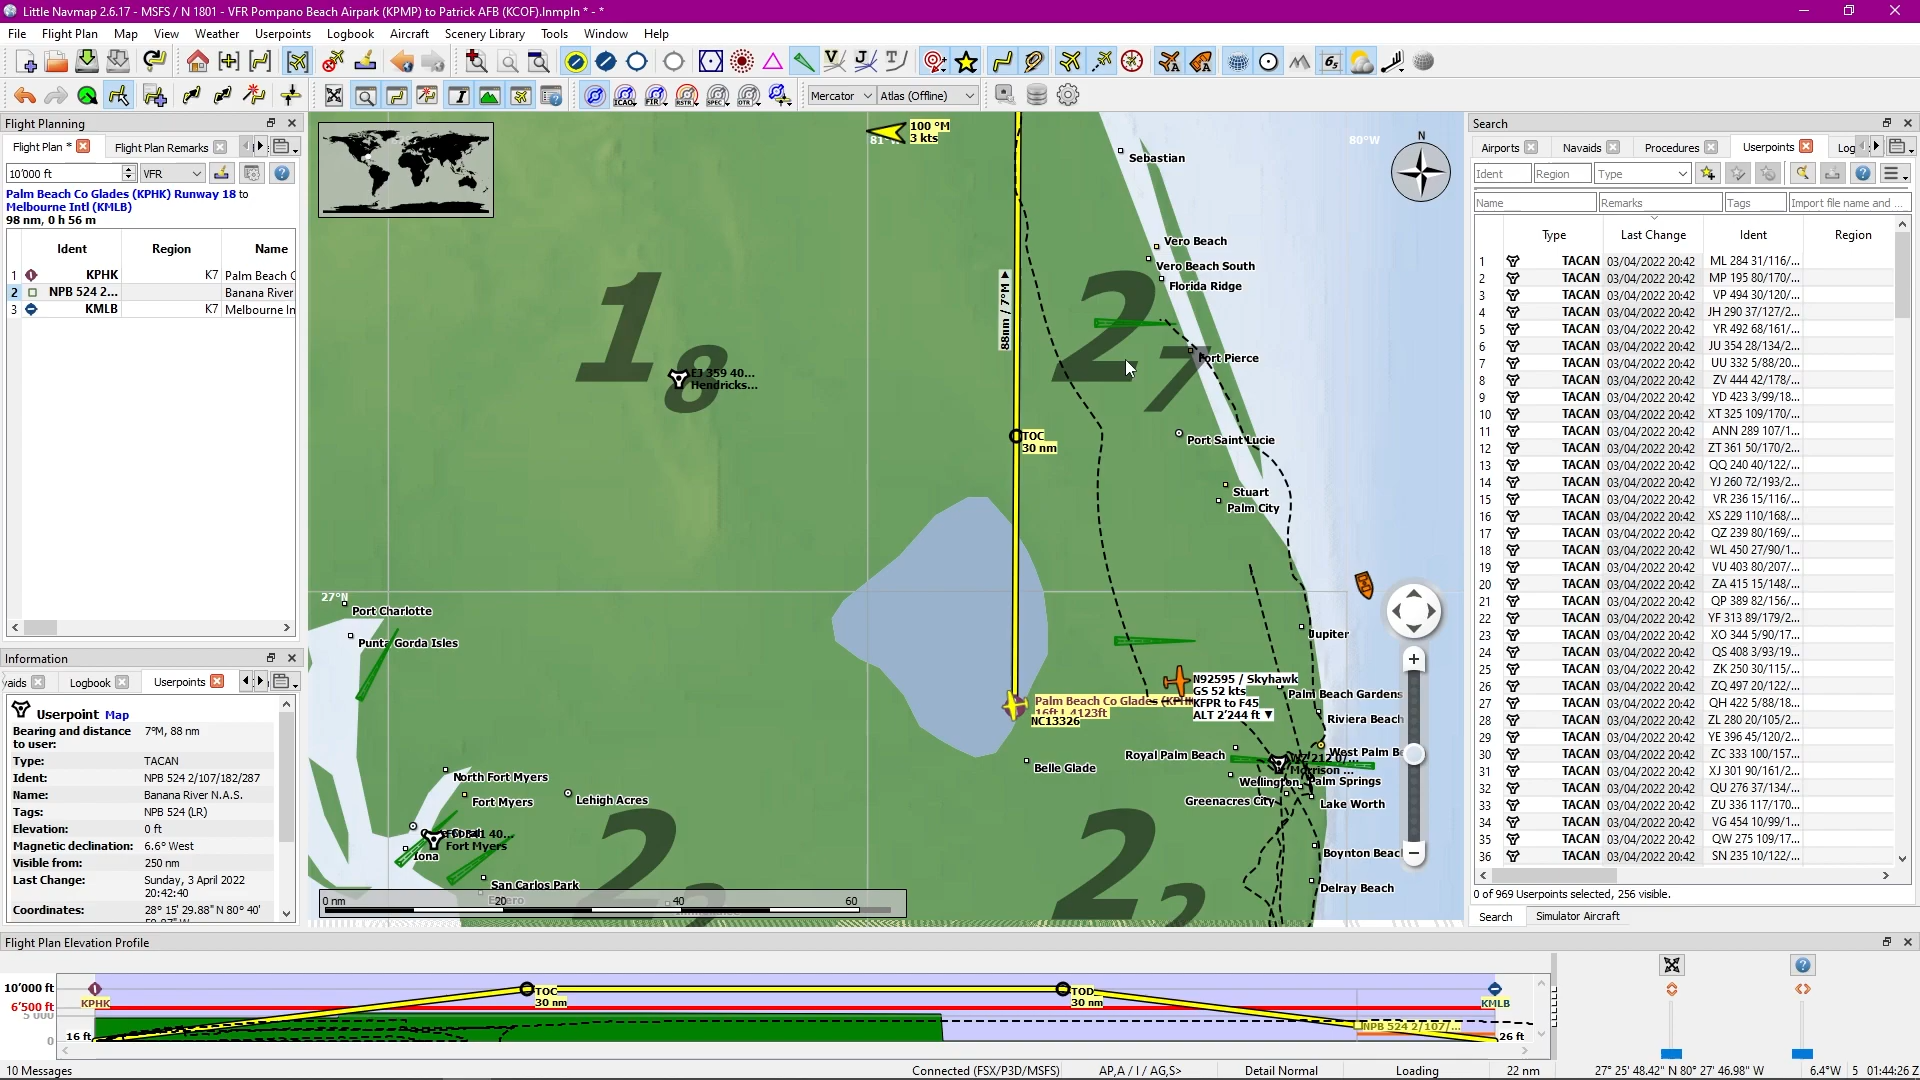 Little Navmap 2.6.17 - MSFS / N 1801 - VFR Pompano Beach Airpark (KPMP) to Patrick AFB (KCOF).lnmpln * - *
File Flight Plan Map View Weather Userpoints Logbook Aircraft Scenery Library Tools Window Help
Mercator Atlas (Offline)
Flight Planning
Flight Plan * Flight Plan Remarks
10'000 ft VFR
Palm Beach Co Glades (KPHK) Runway 18 to
Melbourne Intl (KMLB)
98 nm, 0 h 56 m
Ident Region Name
1 KPHK K7 Palm Beach C
2 NPB 524 2... Banana River
3 KMLB K7 Melbourne In
Information
Logbook Userpoints
Userpoint Map
Bearing and distance to user: 7°M, 88 nm
Type: TACAN
Ident: NPB 524 2/107/182/287
Name: Banana River N.A.S.
Tags: NPB 524 (LR)
Elevation: 0 ft
Magnetic declination: 6.6° West
Visible from: 250 nm
Last Change: Sunday, 3 April 2022 20:42:40
Coordinates: 28° 15' 29.88" N 80° 40'
100 °M
3 kts
80°W
N
Sebastian
Vero Beach
Vero Beach South
Florida Ridge
1 8
2 7
88nm / 7°M
Fort Pierce
EJ 359 40...
Hendricks...
TOC
30 nm
Port Saint Lucie
Stuart
Palm City
27°N
Port Charlotte
Punta Gorda Isles
Jupiter
N92595 / Skyhawk
GS 52 kts
KFPR to F45
ALT 2'244 ft
Palm Beach Co Glades
NC13326
Palm Beach Gardens
Riviera Beach
Royal Palm Beach
Belle Glade
Wellington
Palm Springs
Greenacres City
Lake Worth
North Fort Myers
Fort Myers
Lehigh Acres
Fort Myers
Iona
San Carlos Park
Boynton Beac
Delray Beach
0 nm 20 40 60
Search
Airports Navaids Procedures Userpoints Log
Ident Region Type
Name Remarks Tags Import file name and ...
Type Last Change Ident Region
1 TACAN 03/04/2022 20:42 ML 284 31/116/...
2 TACAN 03/04/2022 20:42 MP 195 80/170/...
3 TACAN 03/04/2022 20:42 VP 494 30/120/...
4 TACAN 03/04/2022 20:42 JH 290 37/127/2...
5 TACAN 03/04/2022 20:42 YR 492 68/161/...
6 TACAN 03/04/2022 20:42 JU 354 28/134/2...
7 TACAN 03/04/2022 20:42 UU 332 5/88/20...
8 TACAN 03/04/2022 20:42 ZV 444 42/178/...
9 TACAN 03/04/2022 20:42 YD 423 3/99/18...
10 TACAN 03/04/2022 20:42 XT 325 109/170/...
11 TACAN 03/04/2022 20:42 ANN 289 107/1...
12 TACAN 03/04/2022 20:42 ZT 361 50/170/2...
13 TACAN 03/04/2022 20:42 QQ 240 40/122/...
14 TACAN 03/04/2022 20:42 YJ 260 72/193/2...
15 TACAN 03/04/2022 20:42 VR 236 15/116/...
16 TACAN 03/04/2022 20:42 XS 229 110/168/...
17 TACAN 03/04/2022 20:42 QZ 239 80/169/...
18 TACAN 03/04/2022 20:42 WL 450 27/90/1...
19 TACAN 03/04/2022 20:42 VU 403 80/207/...
20 TACAN 03/04/2022 20:42 ZA 415 15/148/...
21 TACAN 03/04/2022 20:42 QP 389 82/156/...
22 TACAN 03/04/2022 20:42 YF 313 89/179/2...
23 TACAN 03/04/2022 20:42 XO 344 5/90/17...
24 TACAN 03/04/2022 20:42 QS 408 3/93/19...
25 TACAN 03/04/2022 20:42 ZK 250 30/115/...
26 TACAN 03/04/2022 20:42 ZQ 497 20/122/...
27 TACAN 03/04/2022 20:42 QH 422 5/88/18...
28 TACAN 03/04/2022 20:42 ZL 280 20/105/2...
29 TACAN 03/04/2022 20:42 YE 396 45/120/2...
30 TACAN 03/04/2022 20:42 ZC 333 100/157...
31 TACAN 03/04/2022 20:42 XJ 301 90/161/2...
32 TACAN 03/04/2022 20:42 QU 276 37/134/...
33 TACAN 03/04/2022 20:42 ZU 336 117/170...
34 TACAN 03/04/2022 20:42 VG 454 10/99/1...
35 TACAN 03/04/2022 20:42 QW 275 109/17...
36 TACAN 03/04/2022 20:42 SN 235 10/122/...
0 of 969 Userpoints selected, 256 visible.
Search Simulator Aircraft
Flight Plan Elevation Profile
10'000 ft
6'500 ft
5'000
0
16 ft
KPHK
TOC
30 nm
TOD
30 nm
NPB 524 2/107/...
KMLB
26 ft
10 Messages Connected (FSX/P3D/MSFS) AP,A / I / AG,S> Detail Normal Loading 22 nm 27° 25' 48.42" N 80° 27' 46.98" W 6.4°W 5 01:44:26 Z